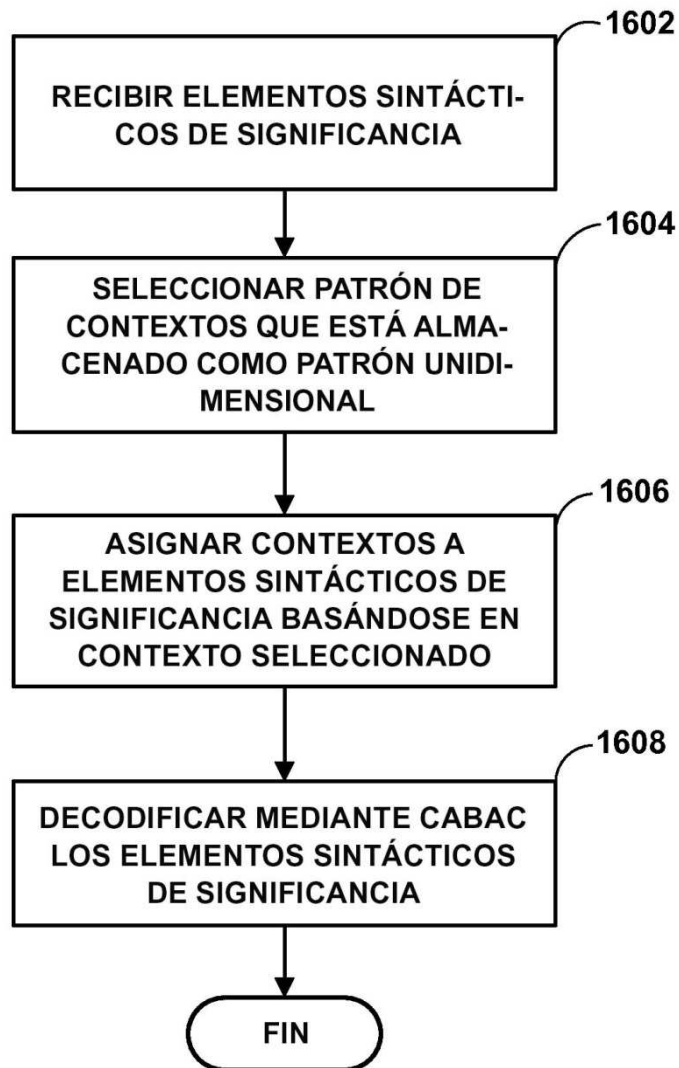 1602
RECIBIR ELEMENTOS SINTÁCTI-
COS DE SIGNIFICANCIA
1604
SELECCIONAR PATRÓN DE
CONTEXTOS QUE ESTÁ ALMA-
CENADO COMO PATRÓN UNIDI-
MENSIONAL
1606
ASIGNAR CONTEXTOS A
ELEMENTOS SINTÁCTICOS DE
SIGNIFICANCIA BASÁNDOSE EN
CONTEXTO SELECCIONADO
1608
DECODIFICAR MEDIANTE CABAC
LOS ELEMENTOS SINTÁCTICOS
DE SIGNIFICANCIA
FIN